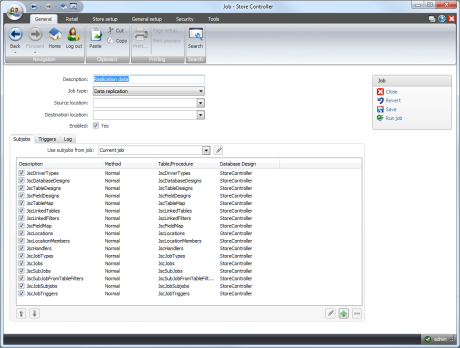 Job - Store Controller
General Retail Store setup General setup Security Tools
Back Forward Home Log out Paste Cut Copy Print... Page setup... Print preview Search
Navigation Clipboard Printing Search
Description: Replication data
Job type: Data replication
Source location:
Destination location:
Enabled: Yes
Job
Close
Revert
Save
Run job
Subjobs Triggers Log
Use subjobs from job: Current job
Description Method Table/Procedure Database Design
JscDriverTypes Normal JscDriverTypes StoreController
JscDatabaseDesigns Normal JscDatabaseDesigns StoreController
JscTableDesigns Normal JscTableDesigns StoreController
JscFieldDesigns Normal JscFieldDesigns StoreController
JscTableMap Normal JscTableMap StoreController
JscLinkedTables Normal JscLinkedTables StoreController
JscLinkedFilters Normal JscLinkedFilters StoreController
JscFieldMap Normal JscFieldMap StoreController
JscLocations Normal JscLocations StoreController
JscLocationMembers Normal JscLocationMembers StoreController
JscHandlers Normal JscHandlers StoreController
JscJobTypes Normal JscJobTypes StoreController
JscJobs Normal JscJobs StoreController
JscSubJobs Normal JscSubJobs StoreController
JscSubJobFromTableFilters Normal JscSubJobFromTableFilt... StoreController
JscJobSubjobs Normal JscJobSubjobs StoreController
JscJobTriggers Normal JscJobTriggers StoreController
admin